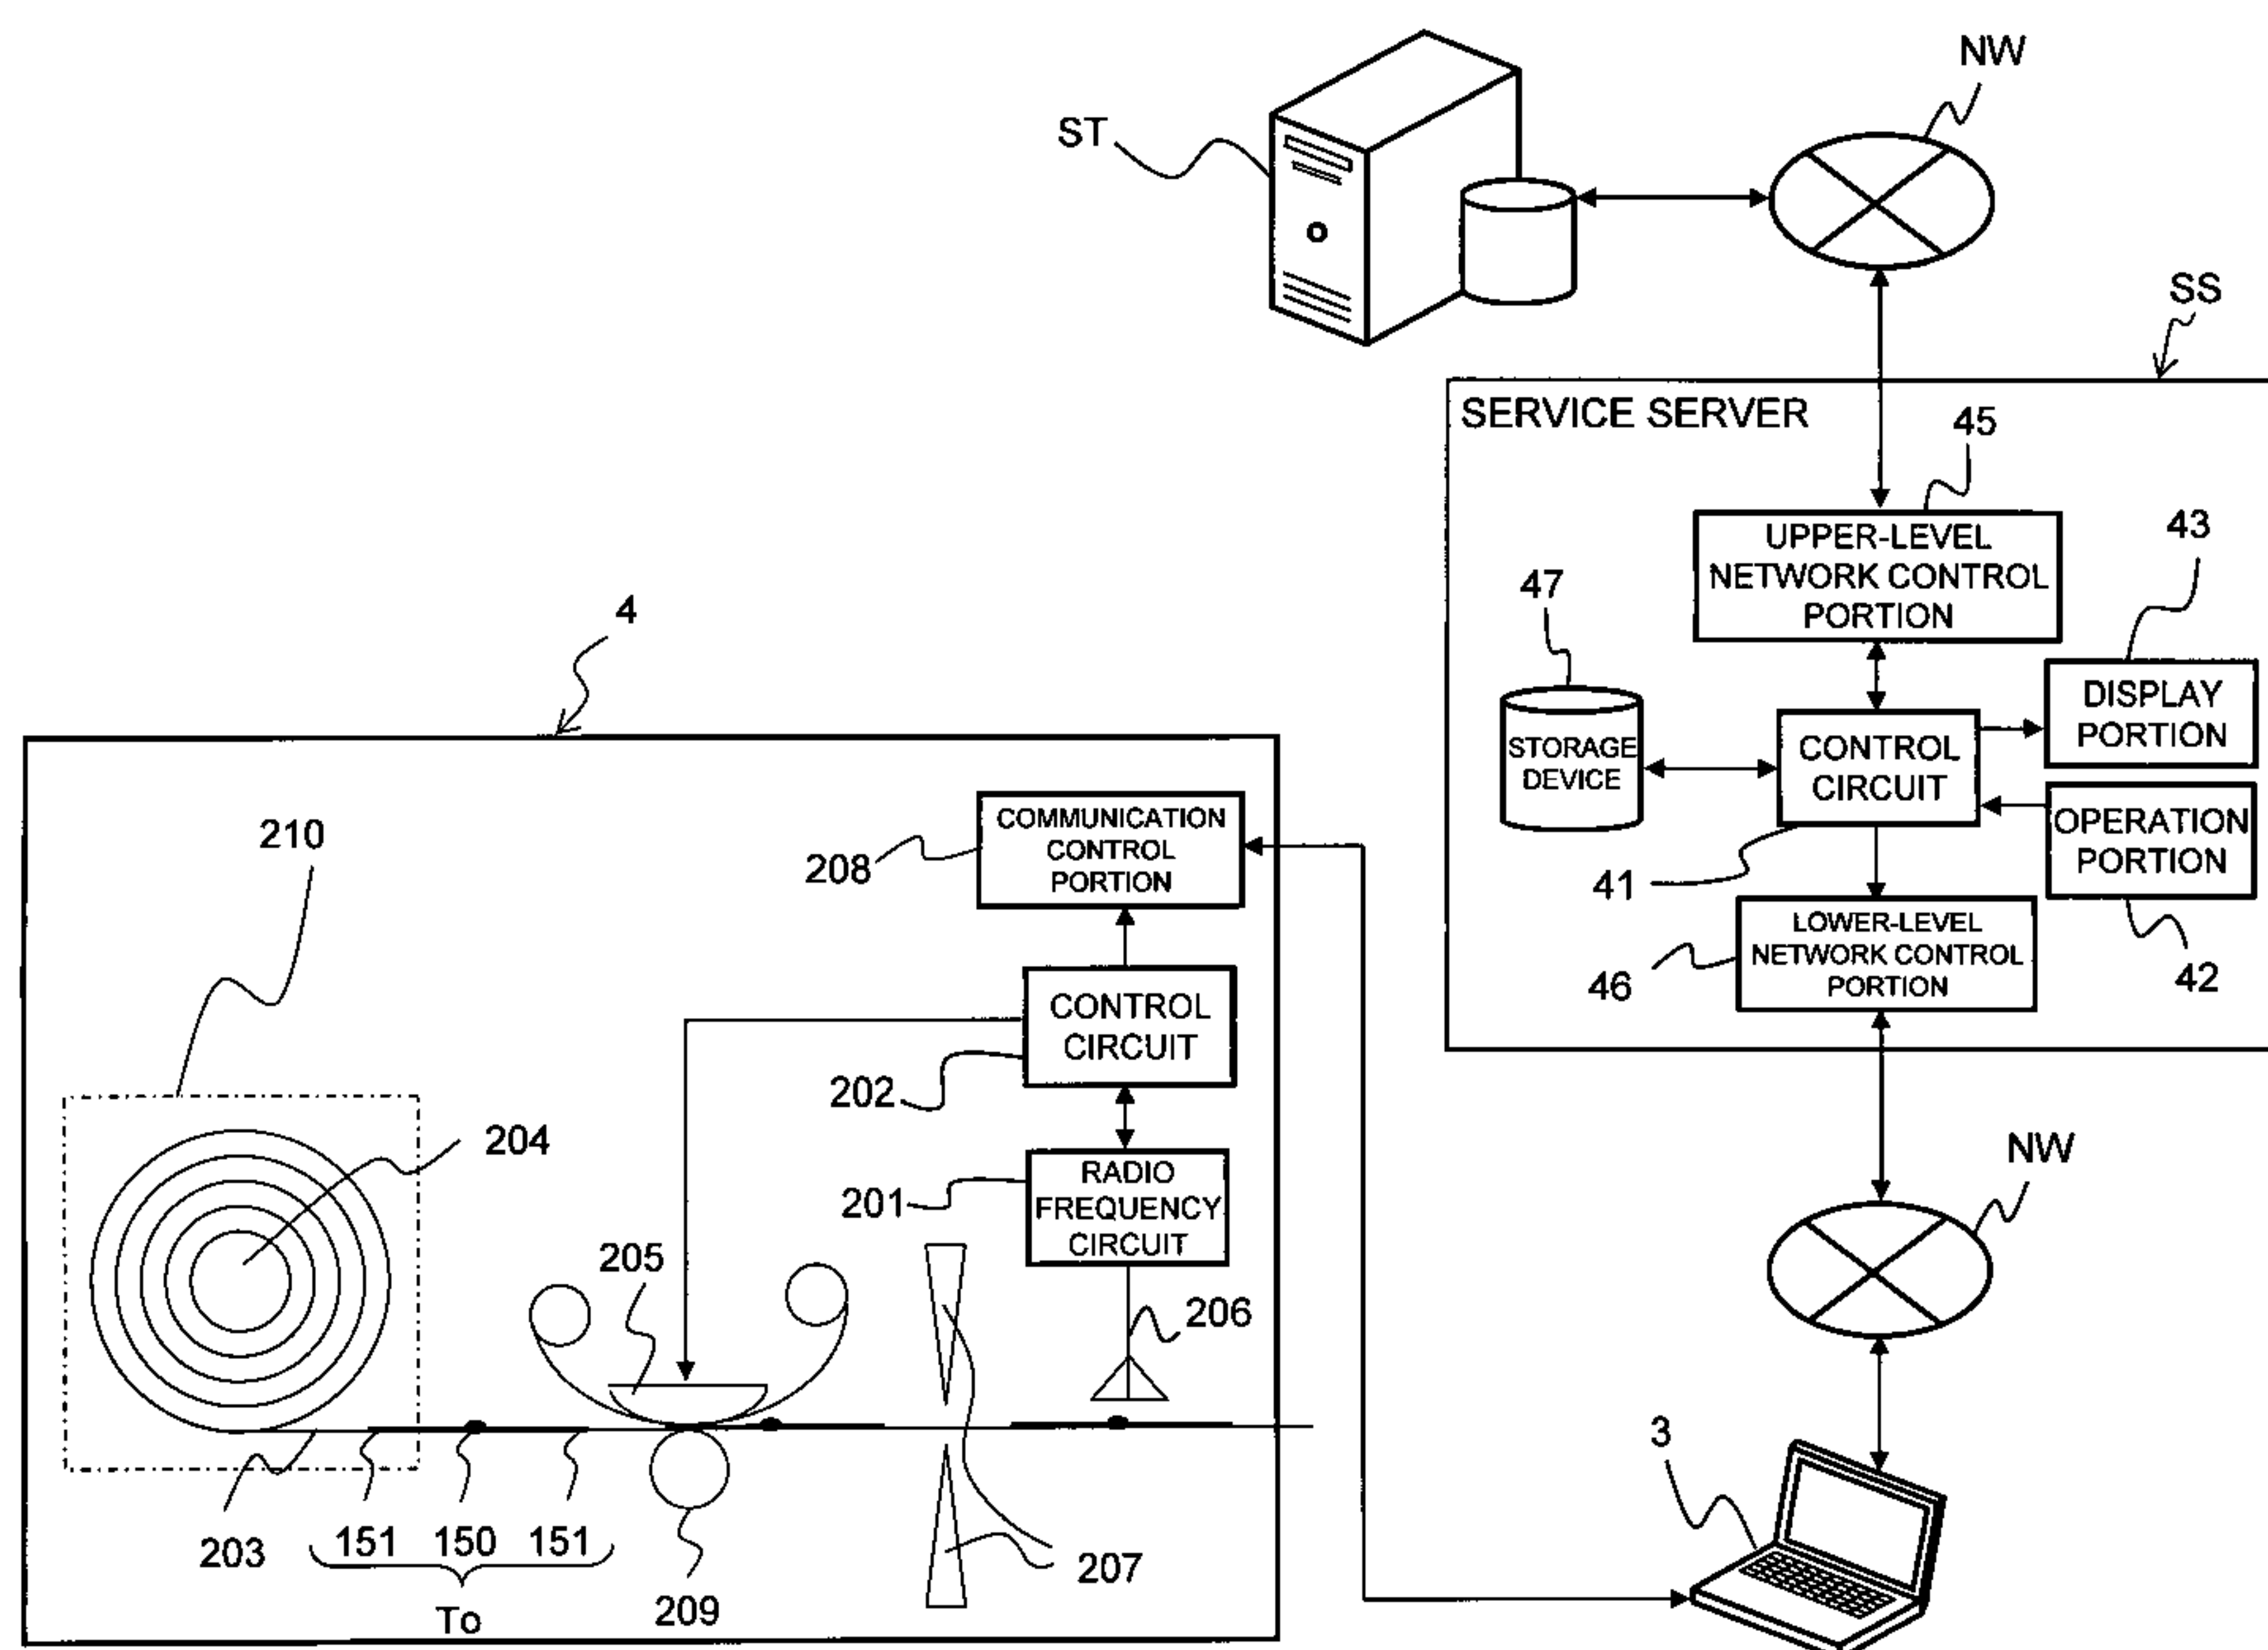 NW
ST
SS
SERVICE SERVER
45
UPPER-LEVEL
NETWORK CONTROL
PORTION
43
47
DISPLAY
PORTION
STORAGE
DEVICE
CONTROL
CIRCUIT
OPERATION
PORTION
41
42
LOWER-LEVEL
NETWORK CONTROL
PORTION
46
4
COMMUNICATION
CONTROL
PORTION
208
210
CONTROL
CIRCUIT
202
204
RADIO
FREQUENCY
CIRCUIT
201
205
206
203
151
150
151
To
209
207
NW
3